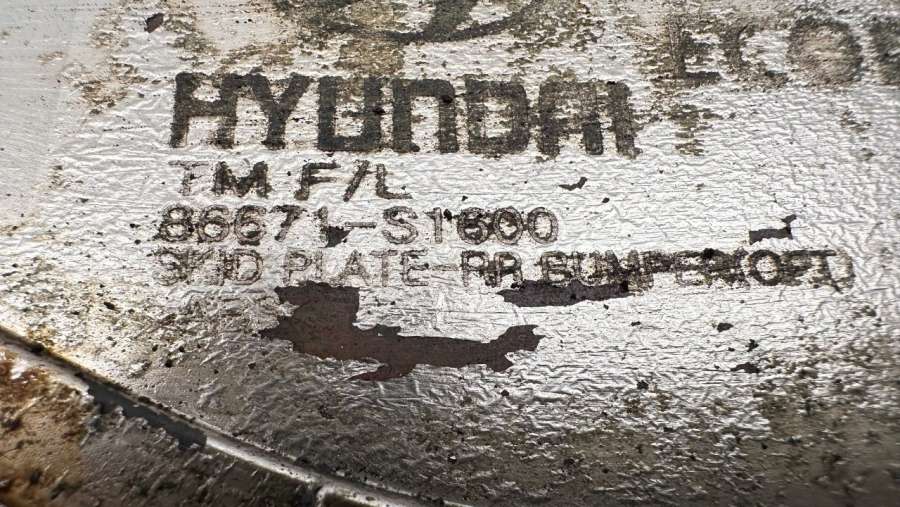 HYUNDAI
TM F/L
86671-S1600
SKID PLATE-RR BUMPER(OPT)